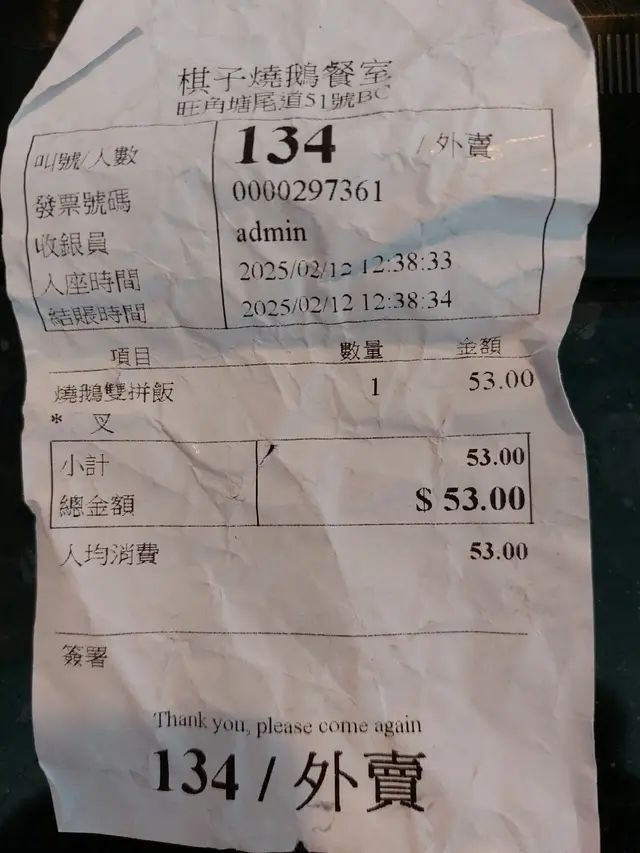 棋子燒鵝餐室
旺角塘尾道51號BC
叫號/人數 134 /外賣
發票號碼 0000297361
收銀員 admin
入座時間 2025/02/12 12:38:33
結賬時間 2025/02/12 12:38:34
項目 數量 金額
燒鵝雙拼飯 1 53.00
* 叉
小計 53.00
總金額 $ 53.00
人均消費 53.00
簽署
Thank you, please come again
134 / 外賣